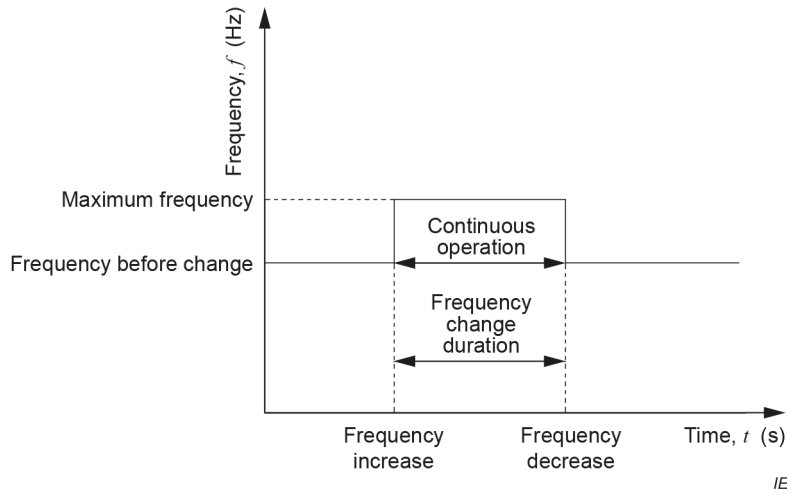 Frequency, f (Hz)
Maximum frequency
Continuous
operation
Frequency before change
Frequency
change
duration
Frequency
increase
Frequency
decrease
Time, t (s)
IE